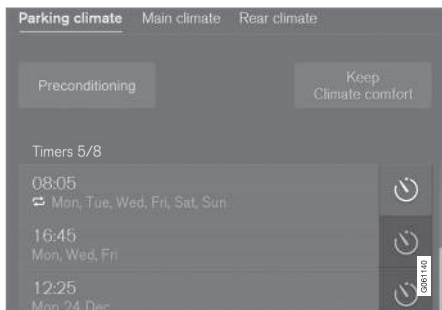 Parking climate Main climate Rear climate
Preconditioning
Keep
Climate comfort
Timers 5/8
08:05
Mon, Tue, Wed, Fri, Sat, Sun
16:45
Mon, Wed, Fri
12:25
Mon 24 Dec
G061140